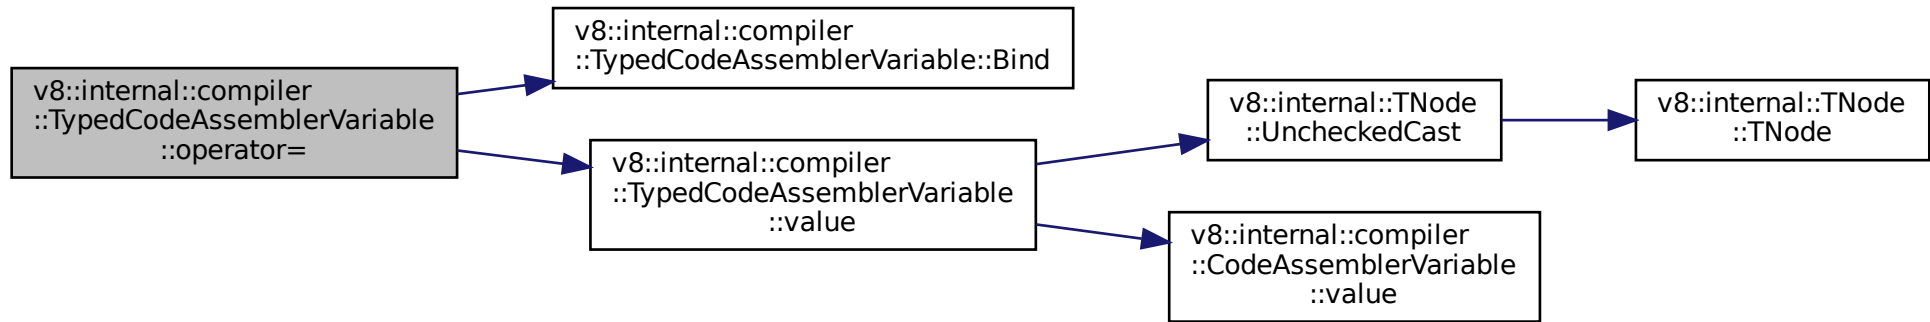 v8::internal::compiler
::TypedCodeAssemblerVariable
::operator=
v8::internal::compiler
::TypedCodeAssemblerVariable::Bind
v8::internal::compiler
::TypedCodeAssemblerVariable
::value
v8::internal::TNode
::UncheckedCast
v8::internal::TNode
::TNode
v8::internal::compiler
::CodeAssemblerVariable
::value